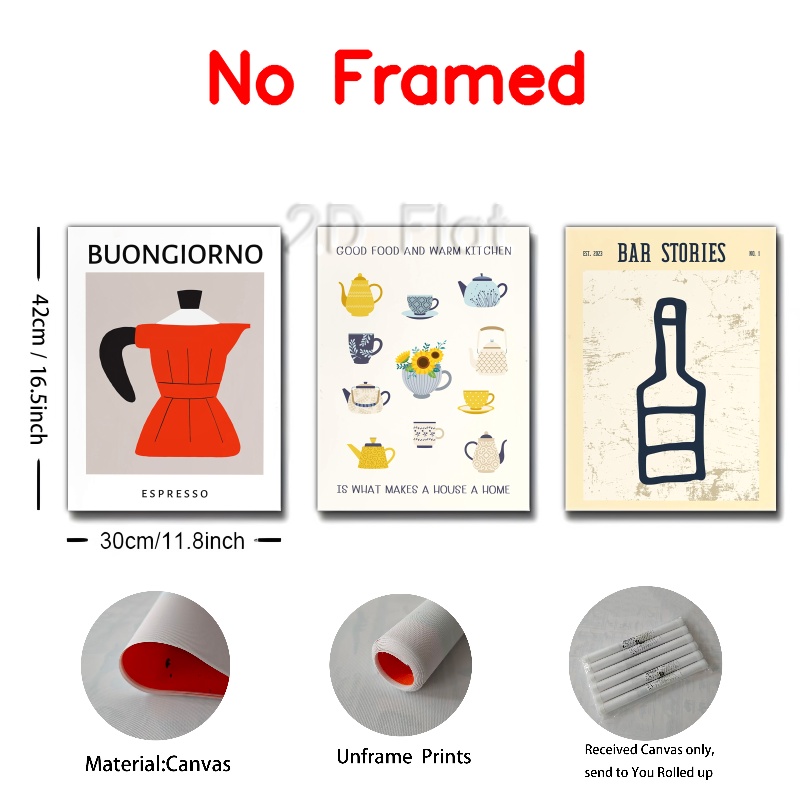 No Framed
2D Flat
BUONGIORNO
ESPRESSO
GOOD FOOD AND WARM KITCHEN
IS WHAT MAKES A HOUSE A HOME
EST. 2023
BAR STORIES
NO. 1
42cm / 16.5inch
30cm/11.8inch
Material:Canvas
Unframe Prints
Received Canvas only,
send to You Rolled up